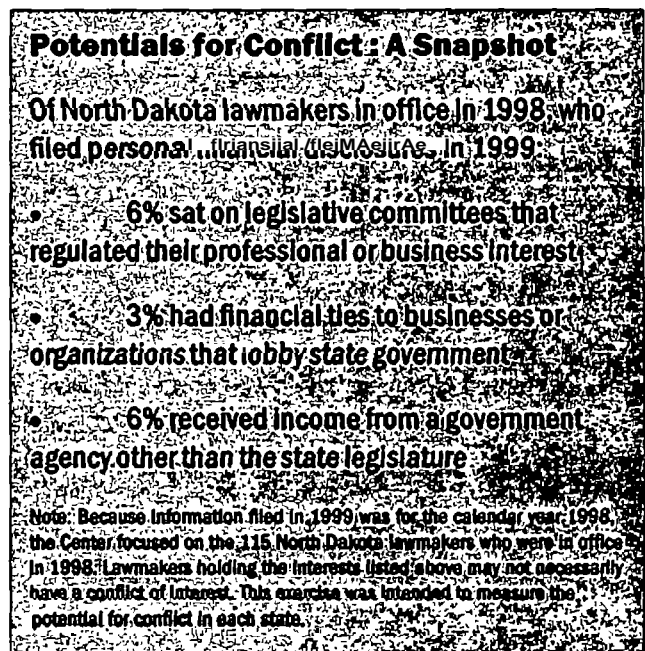 Potentials for Conflict: A Snapshot
Of North Dakota lawmakers in office in 1998, who
filed personal financial disclosures in 1999:
• 6% sat on legislative committees that
regulated their professional or business interest
• 3% had financial ties to businesses or
organizations that lobby state government
• 6% received income from a government
agency other than the state legislature
Note: Because information filed in 1999 was for the calendar year 1998,
the Center focused on the 115 North Dakota lawmakers who were in office
in 1998. Lawmakers holding the interests listed above may not necessarily
have a conflict of interest. This exercise was intended to measure the
potential for conflict in each state.